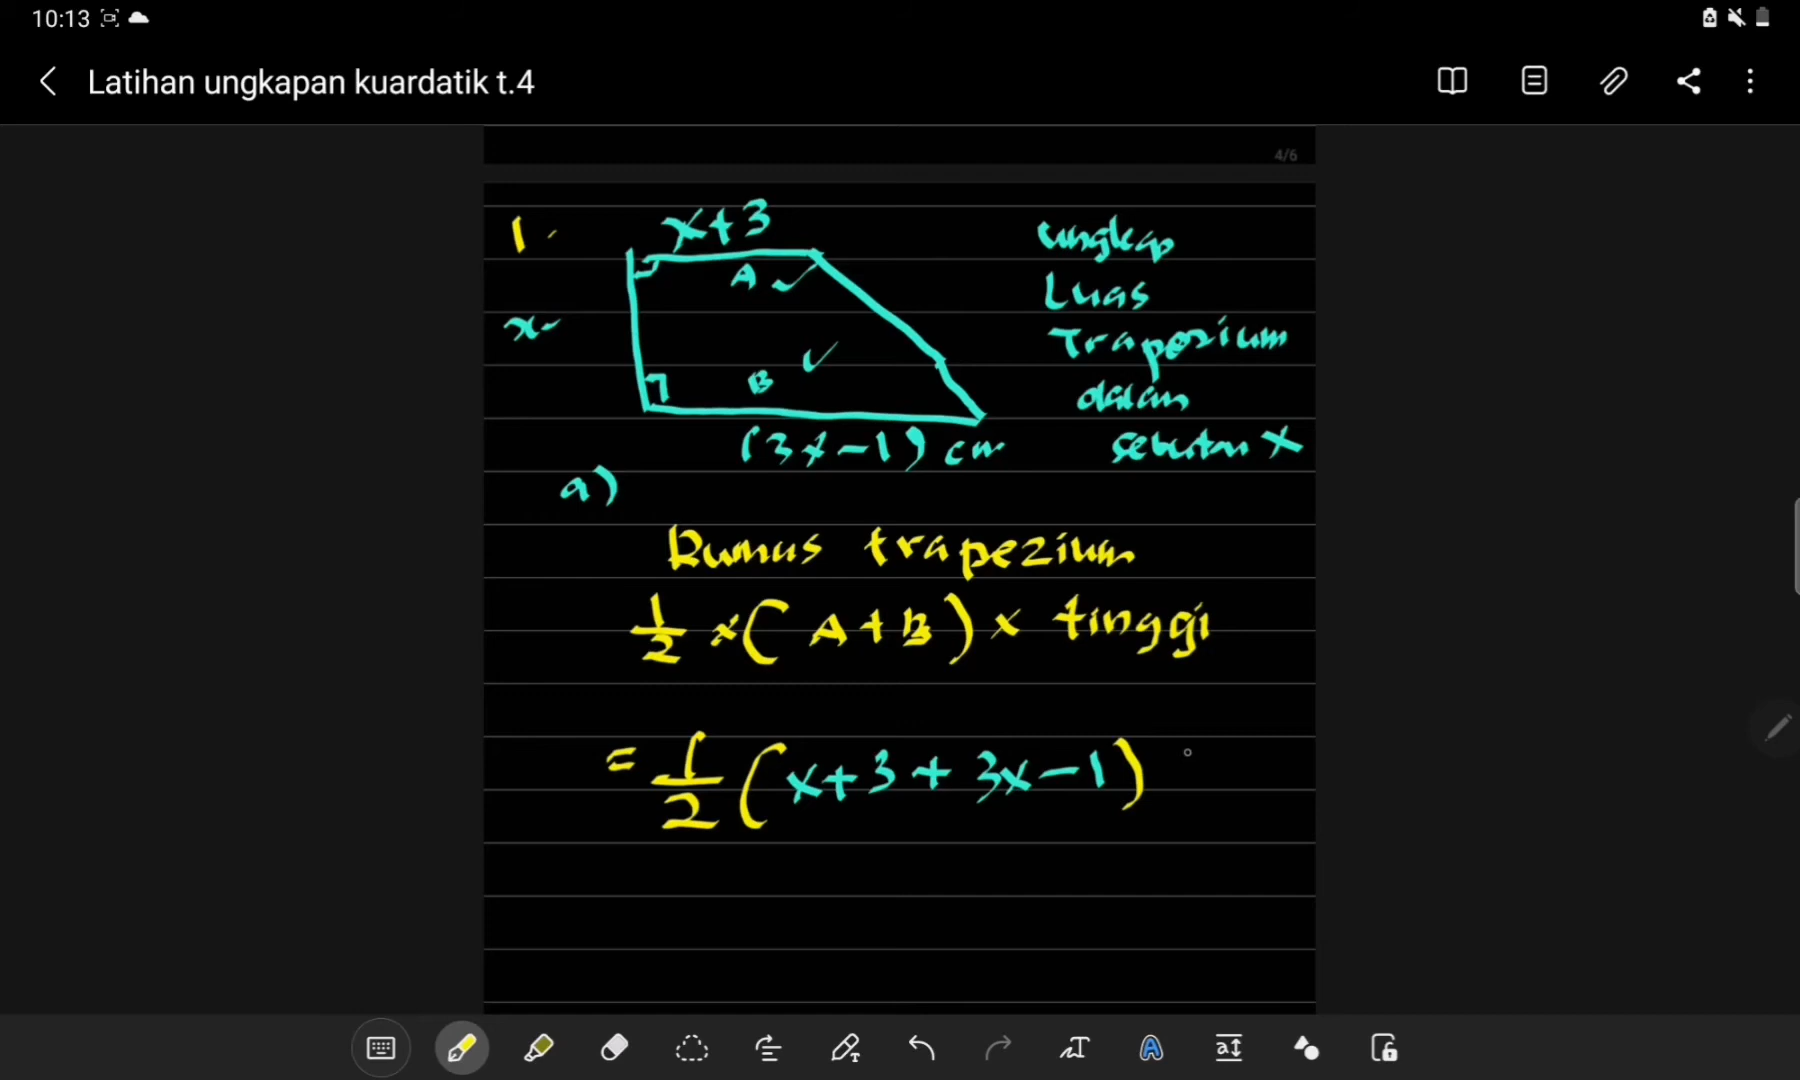 10:13
Latihan ungkapan kuardatik t.4
4/6
1.
x+3
ungkap
A
Luas
x
Trapezium
B
dalam
(3x-1) cm
sebutan x
a)
Rumus trapezium
1/2 x ( A + B ) x tinggi
= 1/2 ( x+3 + 3x-1 )